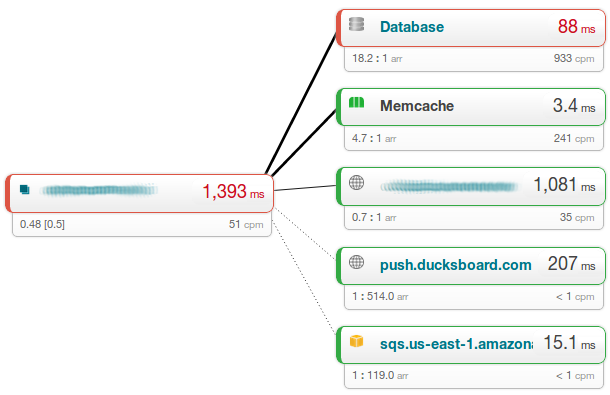 Database 88 ms
18.2 : 1 arr 933 cpm
Memcache 3.4 ms
4.7 : 1 arr 241 cpm
1,393 ms
0.48 [0.5] 51 cpm
1,081 ms
0.7 : 1 arr 35 cpm
push.ducksboard.com 207 ms
1 : 514.0 arr < 1 cpm
sqs.us-east-1.amazon 15.1 ms
1 : 119.0 arr < 1 cpm